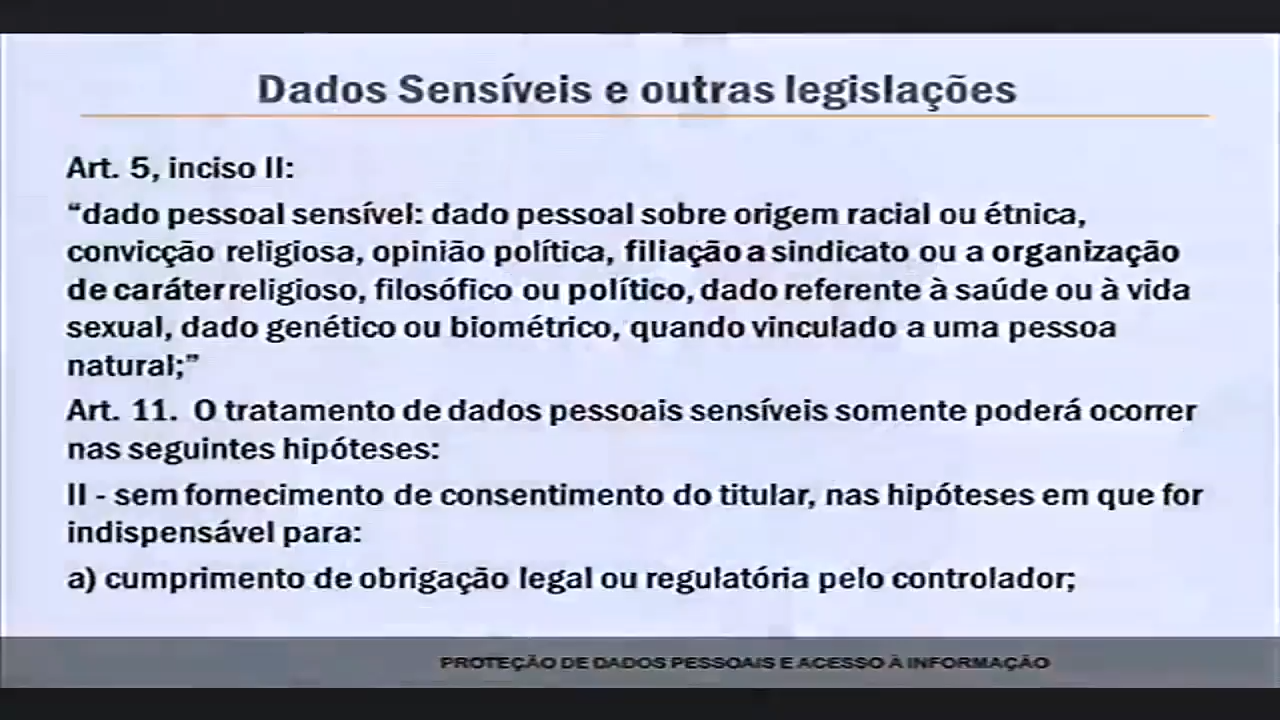 Dados Sensíveis e outras legislações
Art. 5, inciso II:
“dado pessoal sensível: dado pessoal sobre origem racial ou étnica,
convicção religiosa, opinião política, filiação a sindicato ou a organização
de caráter religioso, filosófico ou político, dado referente à saúde ou à vida
sexual, dado genético ou biométrico, quando vinculado a uma pessoa
natural;”
Art. 11.  O tratamento de dados pessoais sensíveis somente poderá ocorrer
nas seguintes hipóteses:
II - sem fornecimento de consentimento do titular, nas hipóteses em que for
indispensável para:
a) cumprimento de obrigação legal ou regulatória pelo controlador;
PROTEÇÃO DE DADOS PESSOAIS E ACESSO À INFORMAÇÃO